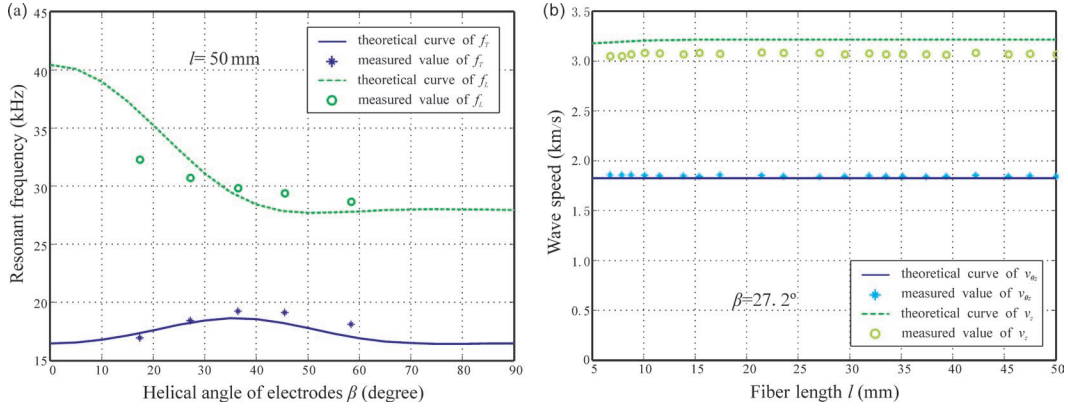 (a)
45
40
35
30
25
20
15
Resonant frequency (kHz)
l= 50 mm
theoretical curve of f_T
measured value of f_T
theoretical curve of f_L
measured value of f_L
0 10 20 30 40 50 60 70 80 90
Helical angle of electrodes β (degree)
(b)
3.5
3.0
2.5
2.0
1.5
1.0
0.5
0
Wave speed (km/s)
β=27.2°
theoretical curve of v_θz
measured value of v_θz
theoretical curve of v_z
measured value of v_z
5 10 15 20 25 30 35 40 45 50
Fiber length l (mm)